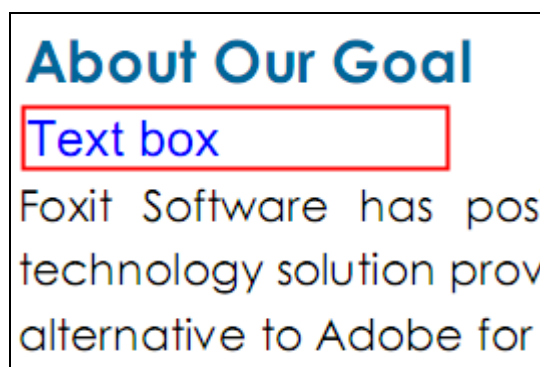 About Our Goal
Text box
Foxit Software has pos
technology solution prov
alternative to Adobe for